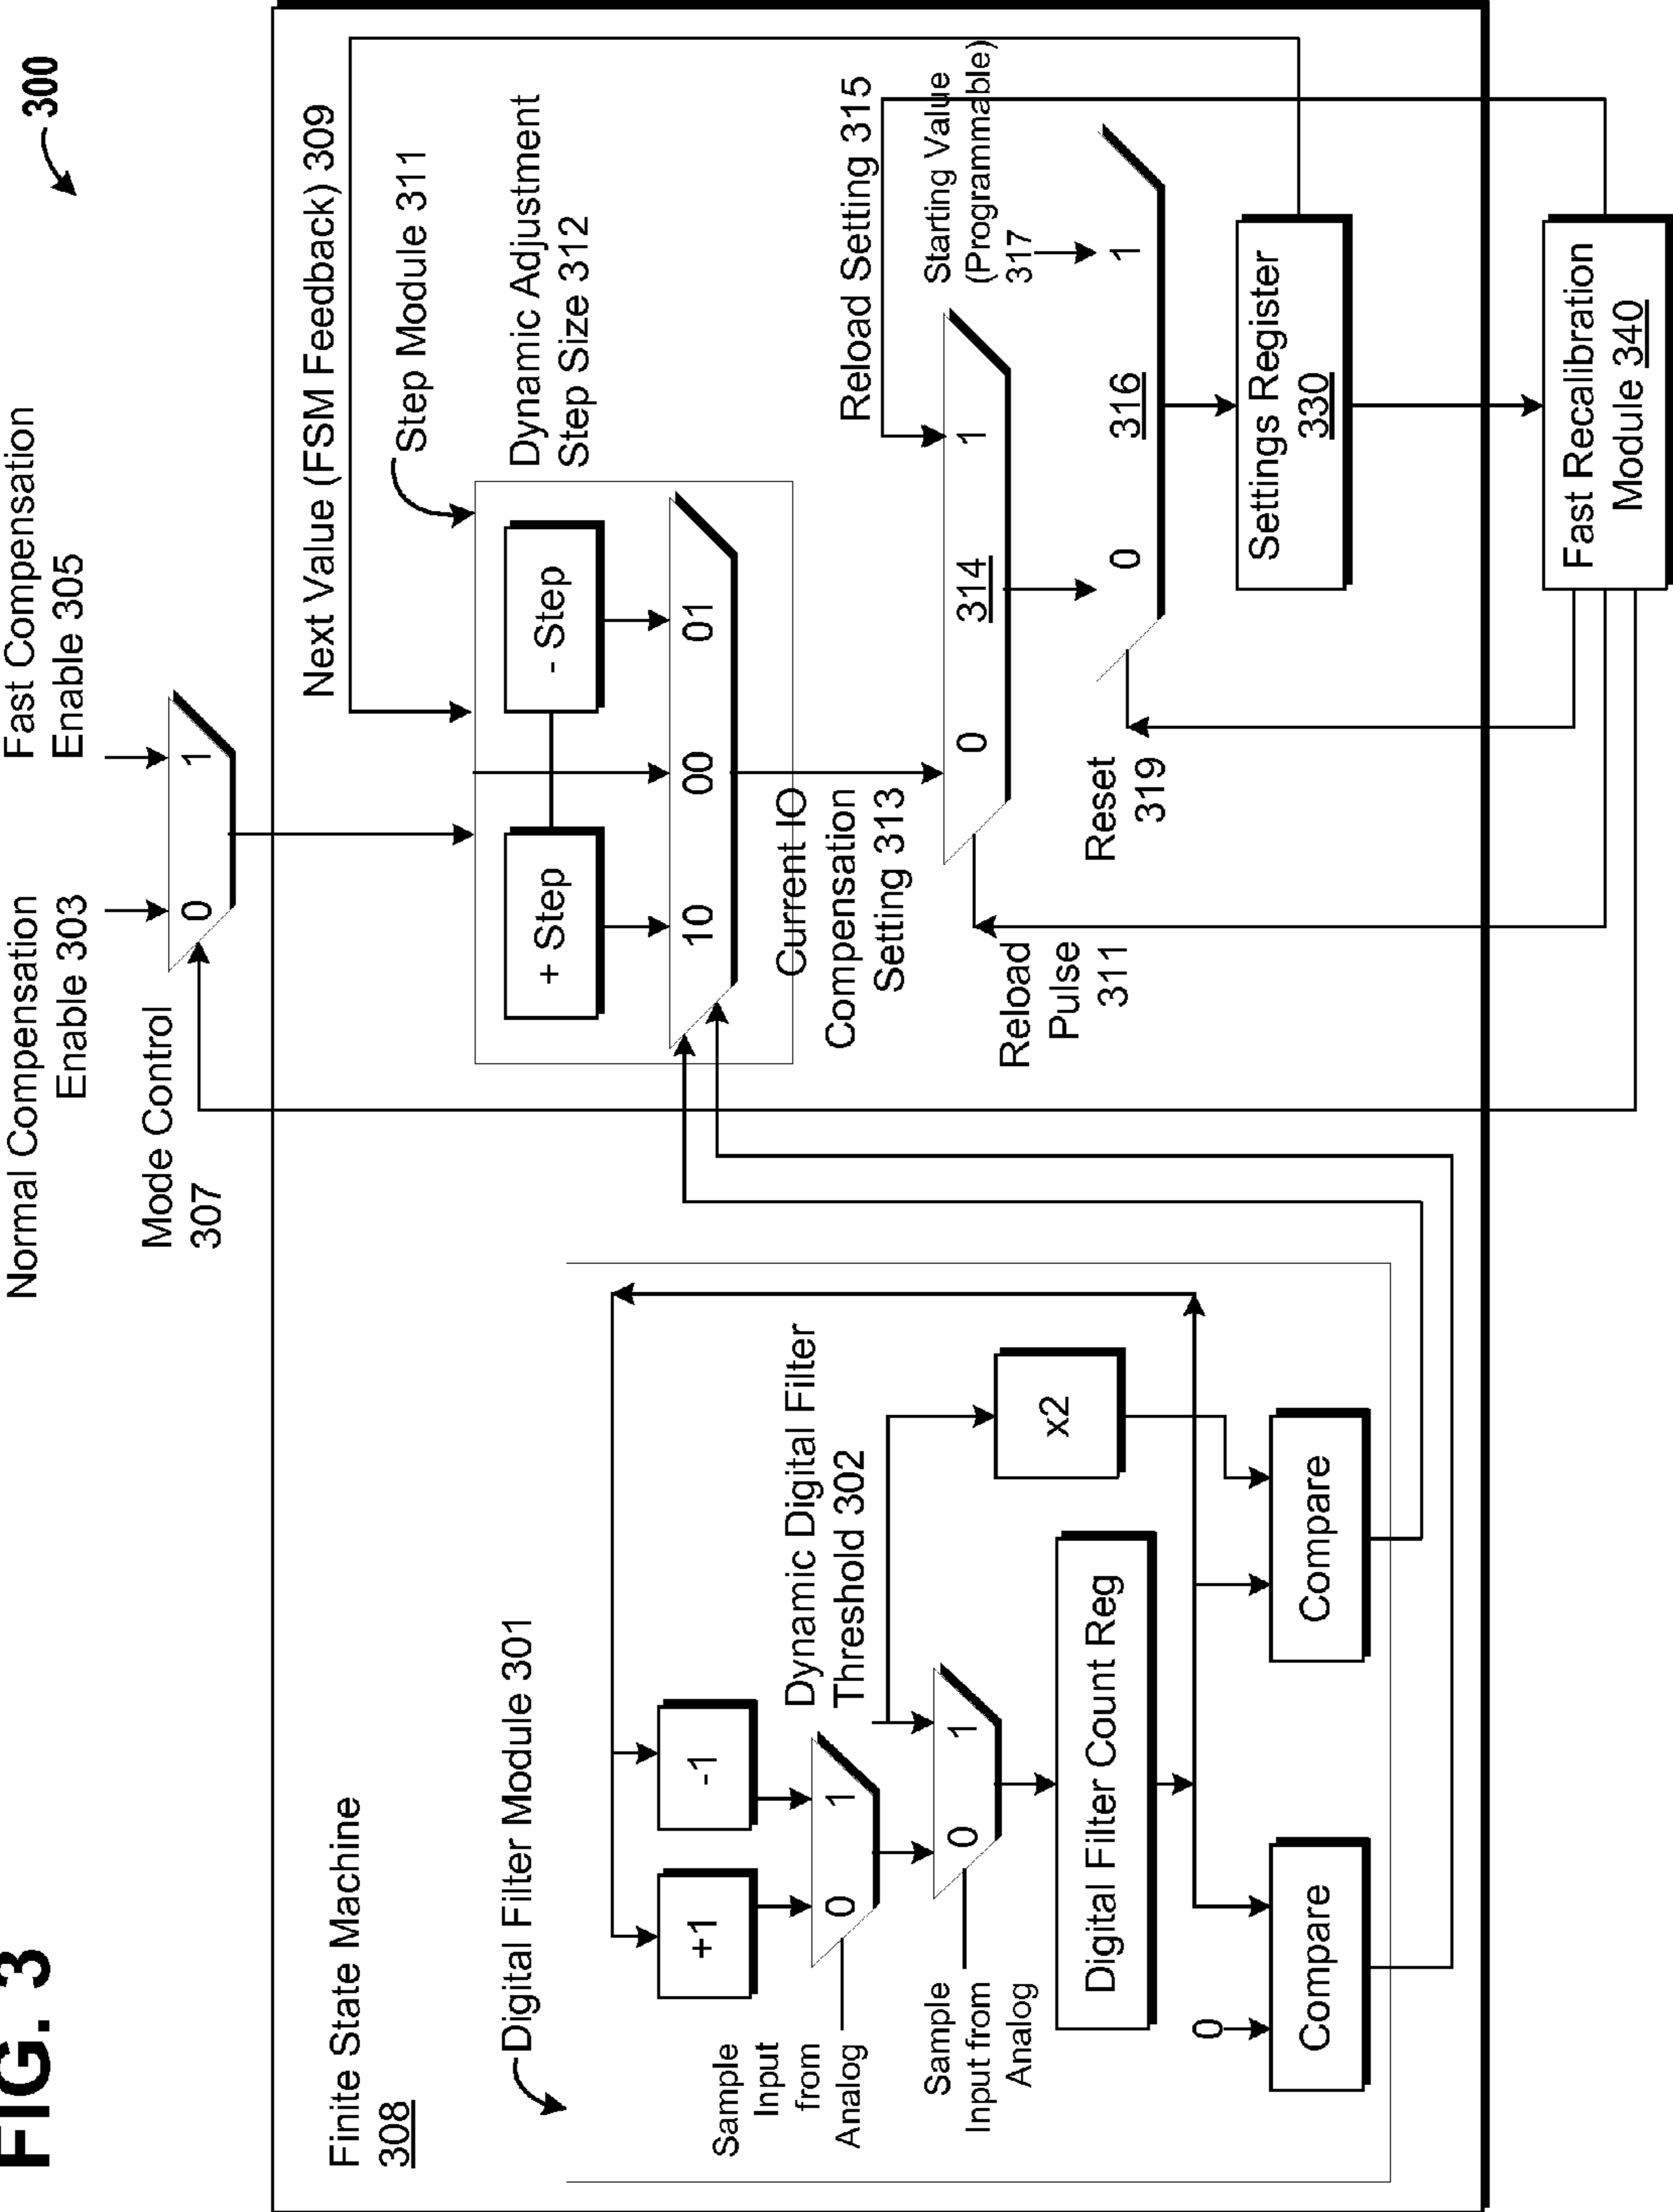 FIG. 3
300
Normal Compensation
Enable 303
Fast Compensation
Enable 305
Mode Control
307
0
1
Finite State Machine
308
Next Value (FSM Feedback) 309
Digital Filter Module 301
Step Module 311
+1
-1
Sample
Input
from
Analog
0
1
Dynamic Digital Filter
Threshold 302
Sample
Input from
Analog
0
1
x2
Digital Filter Count Reg
0
Compare
Compare
+ Step
- Step
Dynamic Adjustment
Step Size 312
10
00
01
Current IO
Compensation
Setting 313
Reload Setting 315
0
314
1
Reload
Pulse
311
Starting Value
(Programmable)
317
Reset
319
0
316
1
Settings Register
330
Fast Recalibration
Module 340